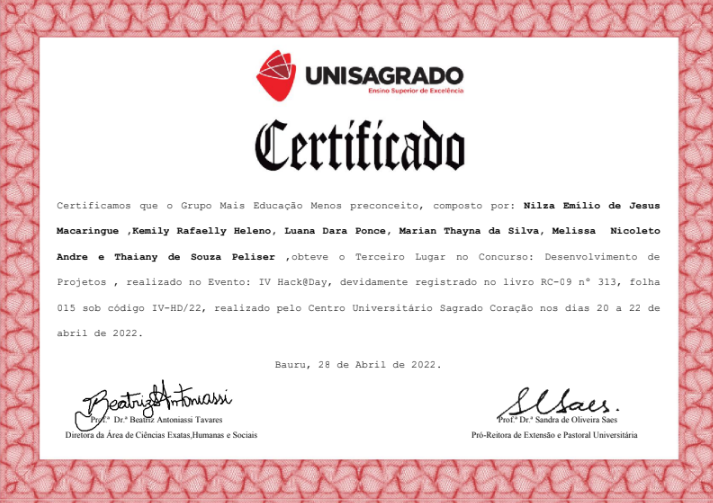 UNISAGRADO
Ensino Superior de Excelência
Certificado
Certificamos que o Grupo Mais Educação Menos preconceito, composto por: Nilza Emilio de Jesus
Macaringue ,Kemily Rafaelly Heleno, Luana Dara Ponce, Marian Thayna da Silva, Melissa Nicoleto
Andre e Thaiany de Souza Peliser ,obteve o Terceiro Lugar no Concurso: Desenvolvimento de
Projetos , realizado no Evento: IV Hack@Day, devidamente registrado no livro RC-09 n° 313, folha
015 sob código IV-HD/22, realizado pelo Centro Universitário Sagrado Coração nos dias 20 a 22 de
abril de 2022.
Bauru, 28 de Abril de 2022.
Beatriz Antoniassi
SCSaes.
Prof.ª Dr.ª Beatriz Antoniassi Tavares
Prof.ª Dr.ª Sandra de Oliveira Saes
Diretora da Área de Ciências Exatas,Humanas e Sociais
Pró-Reitora de Extensão e Pastoral Universitária